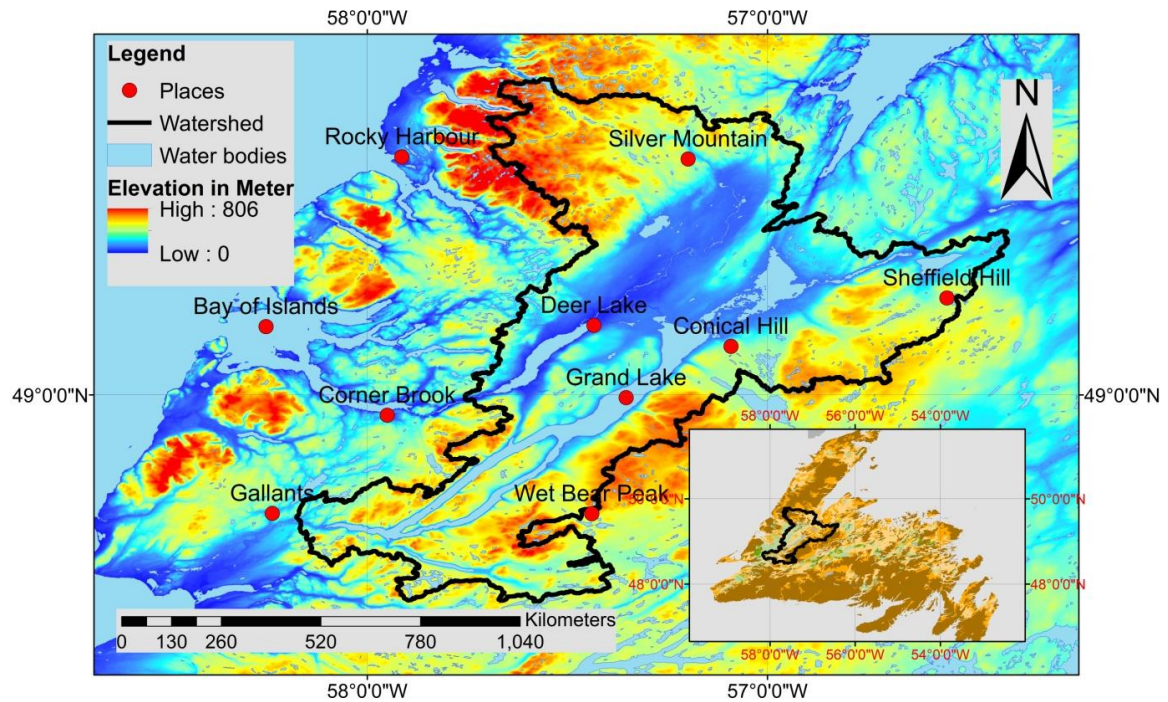 58°0'0"W 57°0'0"W
Legend
Places
Watershed
Water bodies
Elevation in Meter
High : 806
Low : 0
N
Rocky Harbour
Silver Mountain
Sheffield Hill
Bay of Islands
Deer Lake
Conical Hill
Grand Lake
Corner Brook
49°0'0"N 49°0'0"N
58°0'0"W 56°0'0"W 54°0'0"W
Gallants
Wet Bear Peak
50°0'0"N 50°0'0"N
48°0'0"N 48°0'0"N
58°0'0"W 56°0'0"W 54°0'0"W
Kilometers
0 130 260 520 780 1,040
58°0'0"W 57°0'0"W